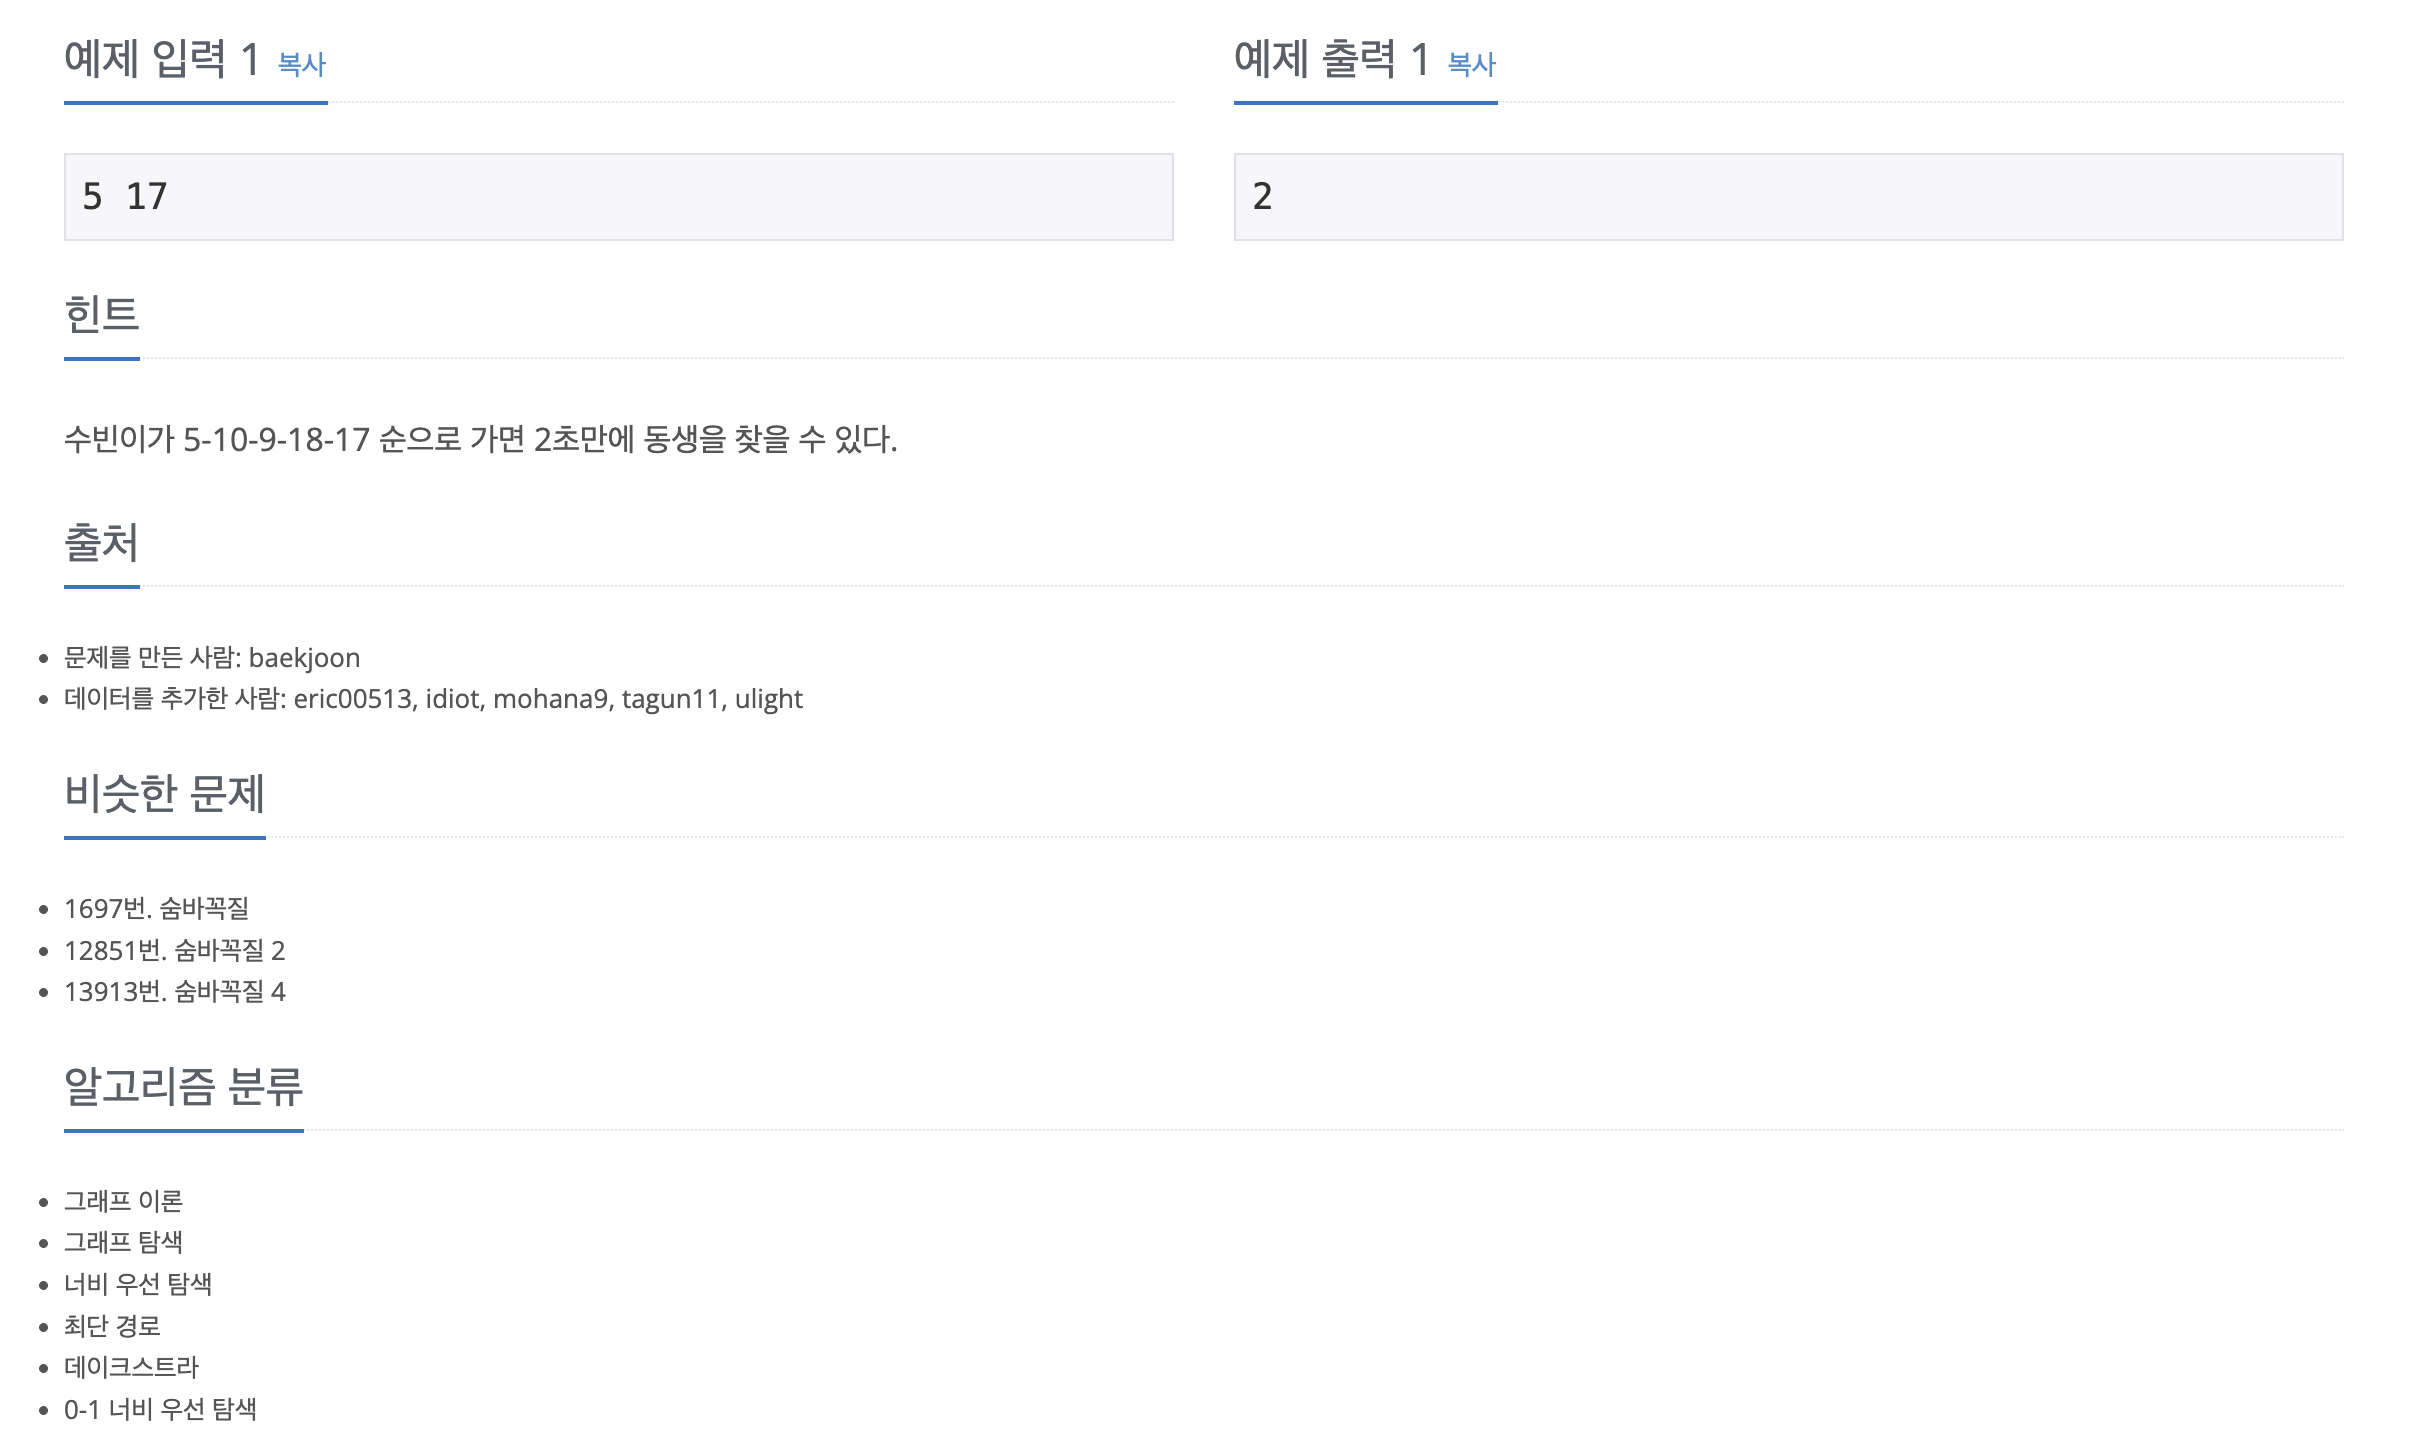 예제 입력 1 복사
예제 출력 1 복사
5 17
2
힌트
수빈이가 5-10-9-18-17 순으로 가면 2초만에 동생을 찾을 수 있다.
출처
문제를 만든 사람: baekjoon
데이터를 추가한 사람: eric00513, idiot, mohana9, tagun11, ulight
비슷한 문제
1697번. 숨바꼭질
12851번. 숨바꼭질 2
13913번. 숨바꼭질 4
알고리즘 분류
그래프 이론
그래프 탐색
너비 우선 탐색
최단 경로
데이크스트라
0-1 너비 우선 탐색